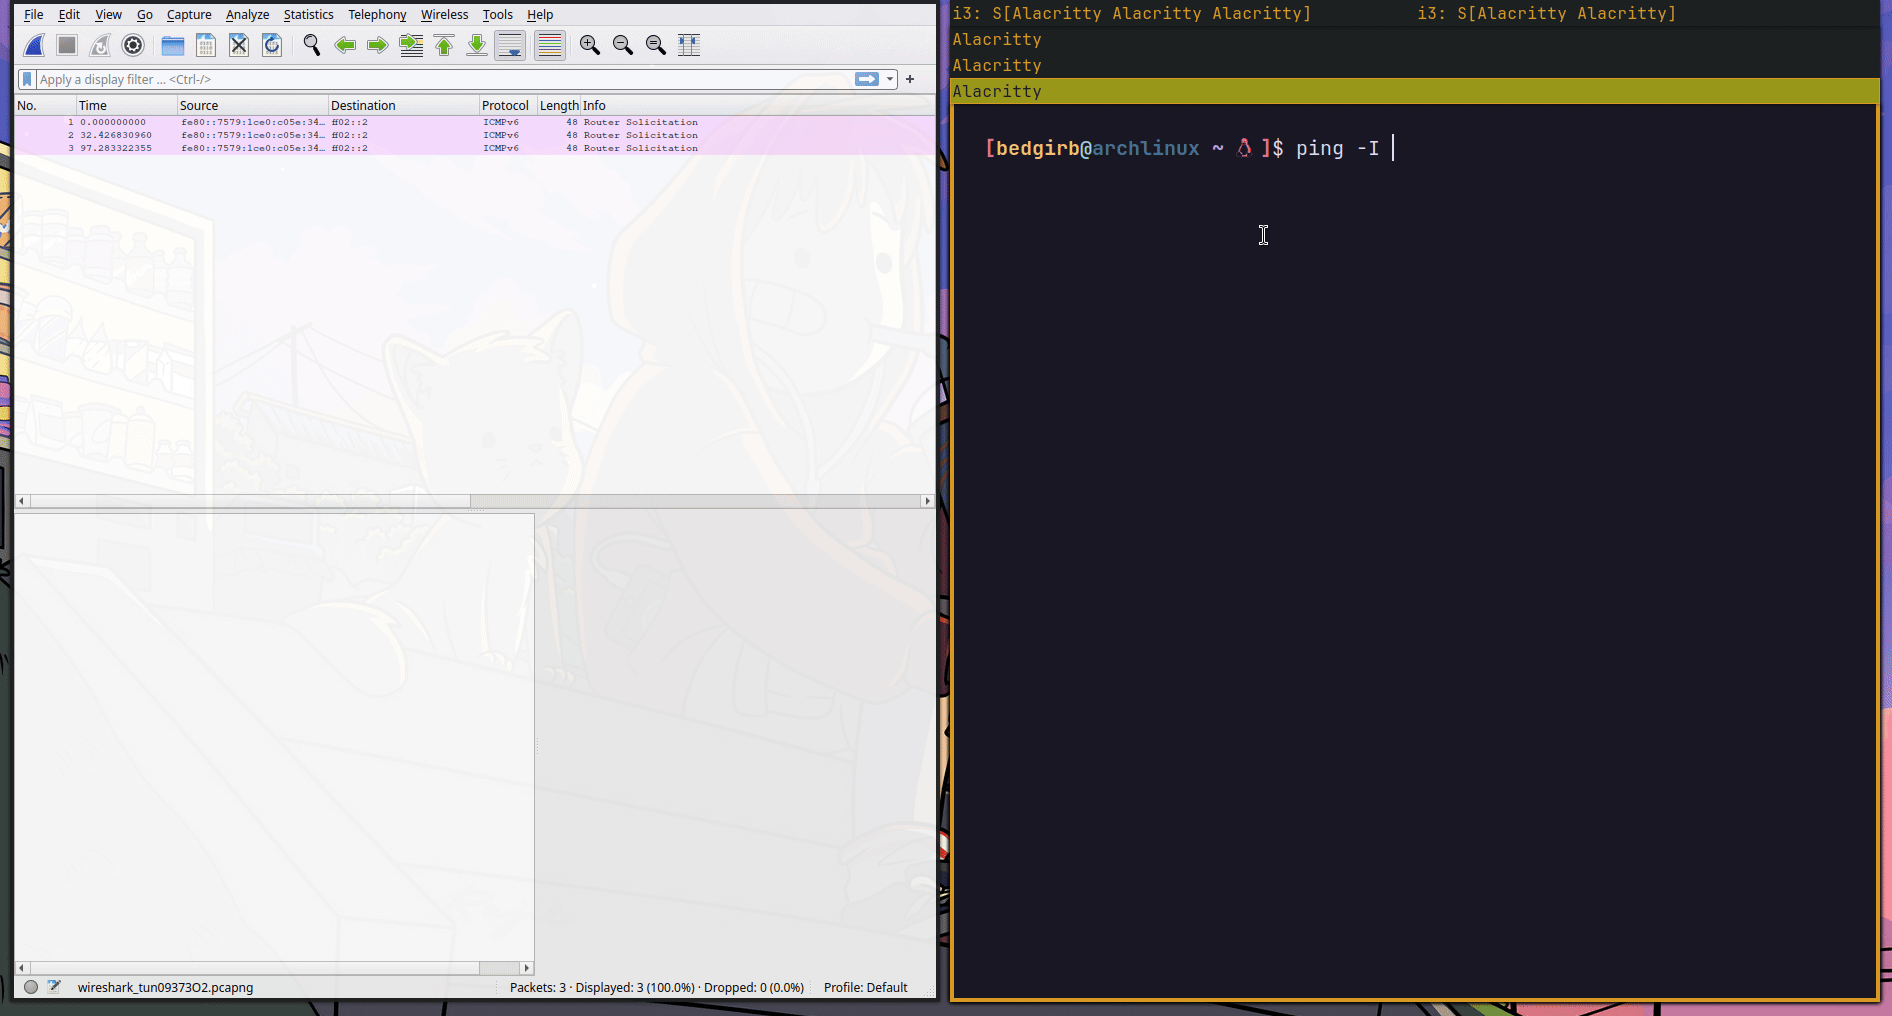 File Edit View Go Capture Analyze Statistics Telephony Wireless Tools Help
Apply a display filter ... <Ctrl-/>
No. Time Source Destination Protocol Length Info
1 0.000000000 fe80::7579:1ce0:c05e:34… ff02::2 ICMPv6 48 Router Solicitation
2 32.426830960 fe80::7579:1ce0:c05e:34… ff02::2 ICMPv6 48 Router Solicitation
3 97.283322355 fe80::7579:1ce0:c05e:34… ff02::2 ICMPv6 48 Router Solicitation
wireshark_tun09373O2.pcapng Packets: 3 · Displayed: 3 (100.0%) · Dropped: 0 (0.0%) Profile: Default
i3: S[Alacritty Alacritty Alacritty] i3: S[Alacritty Alacritty]
Alacritty
Alacritty
Alacritty
[bedgirb@archlinux ~ ]$ ping -I